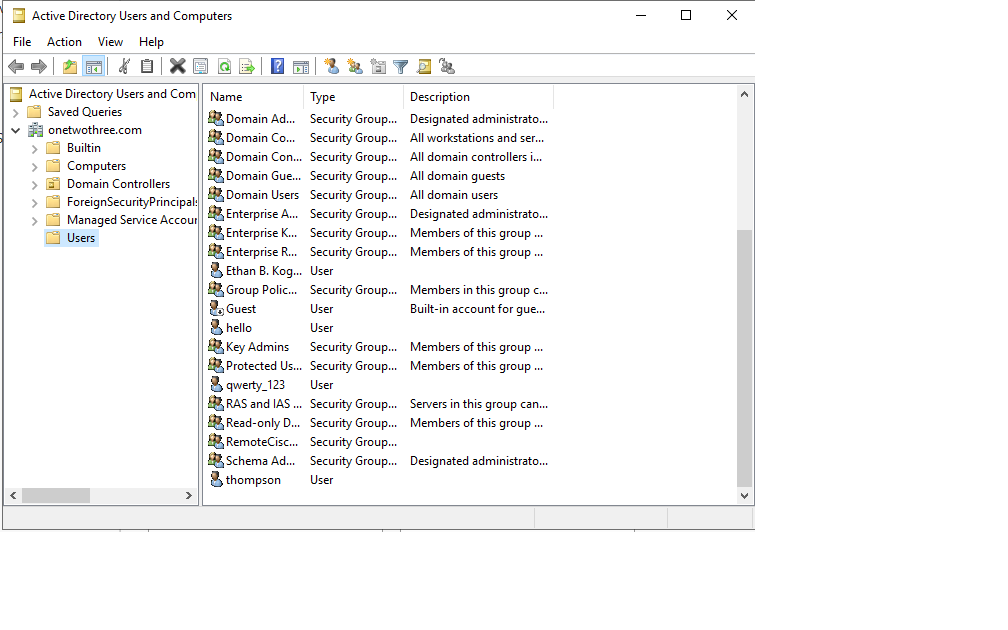 Active Directory Users and Computers
File Action View Help
Active Directory Users and Com
Saved Queries
onetwothree.com
Builtin
Computers
Domain Controllers
ForeignSecurityPrincipals
Managed Service Accour
Users
Name Type Description
Domain Ad... Security Group... Designated administrato...
Domain Co... Security Group... All workstations and ser...
Domain Con... Security Group... All domain controllers i...
Domain Gue... Security Group... All domain guests
Domain Users Security Group... All domain users
Enterprise A... Security Group... Designated administrato...
Enterprise K... Security Group... Members of this group ...
Enterprise R... Security Group... Members of this group ...
Ethan B. Kog... User
Group Polic... Security Group... Members in this group c...
Guest User Built-in account for gue...
hello User
Key Admins Security Group... Members of this group ...
Protected Us... Security Group... Members of this group ...
qwerty_123 User
RAS and IAS ... Security Group... Servers in this group can...
Read-only D... Security Group... Members of this group ...
RemoteCisc... Security Group...
Schema Ad... Security Group... Designated administrato...
thompson User